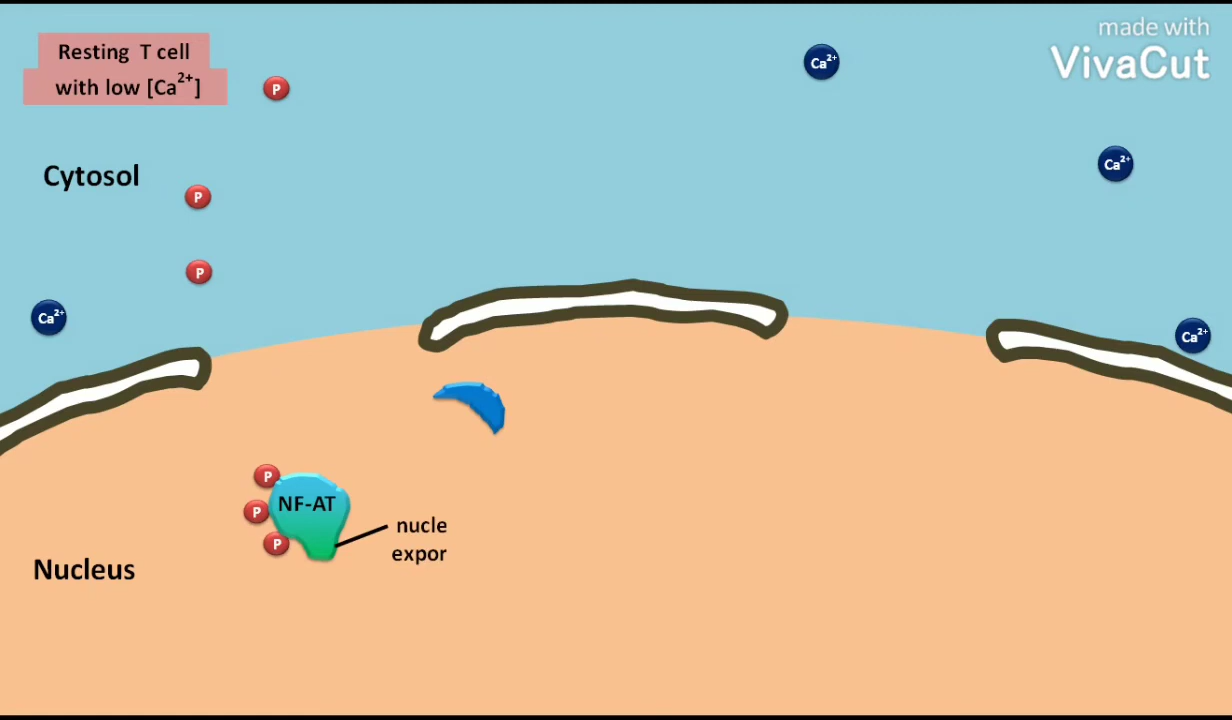 made with
VivaCut
Resting T cell
with low [Ca²⁺]
P
Ca²⁺
Cytosol
Ca²⁺
P
P
Ca²⁺
Ca²⁺
P
NF-AT
P
P
nucle
expor
Nucleus